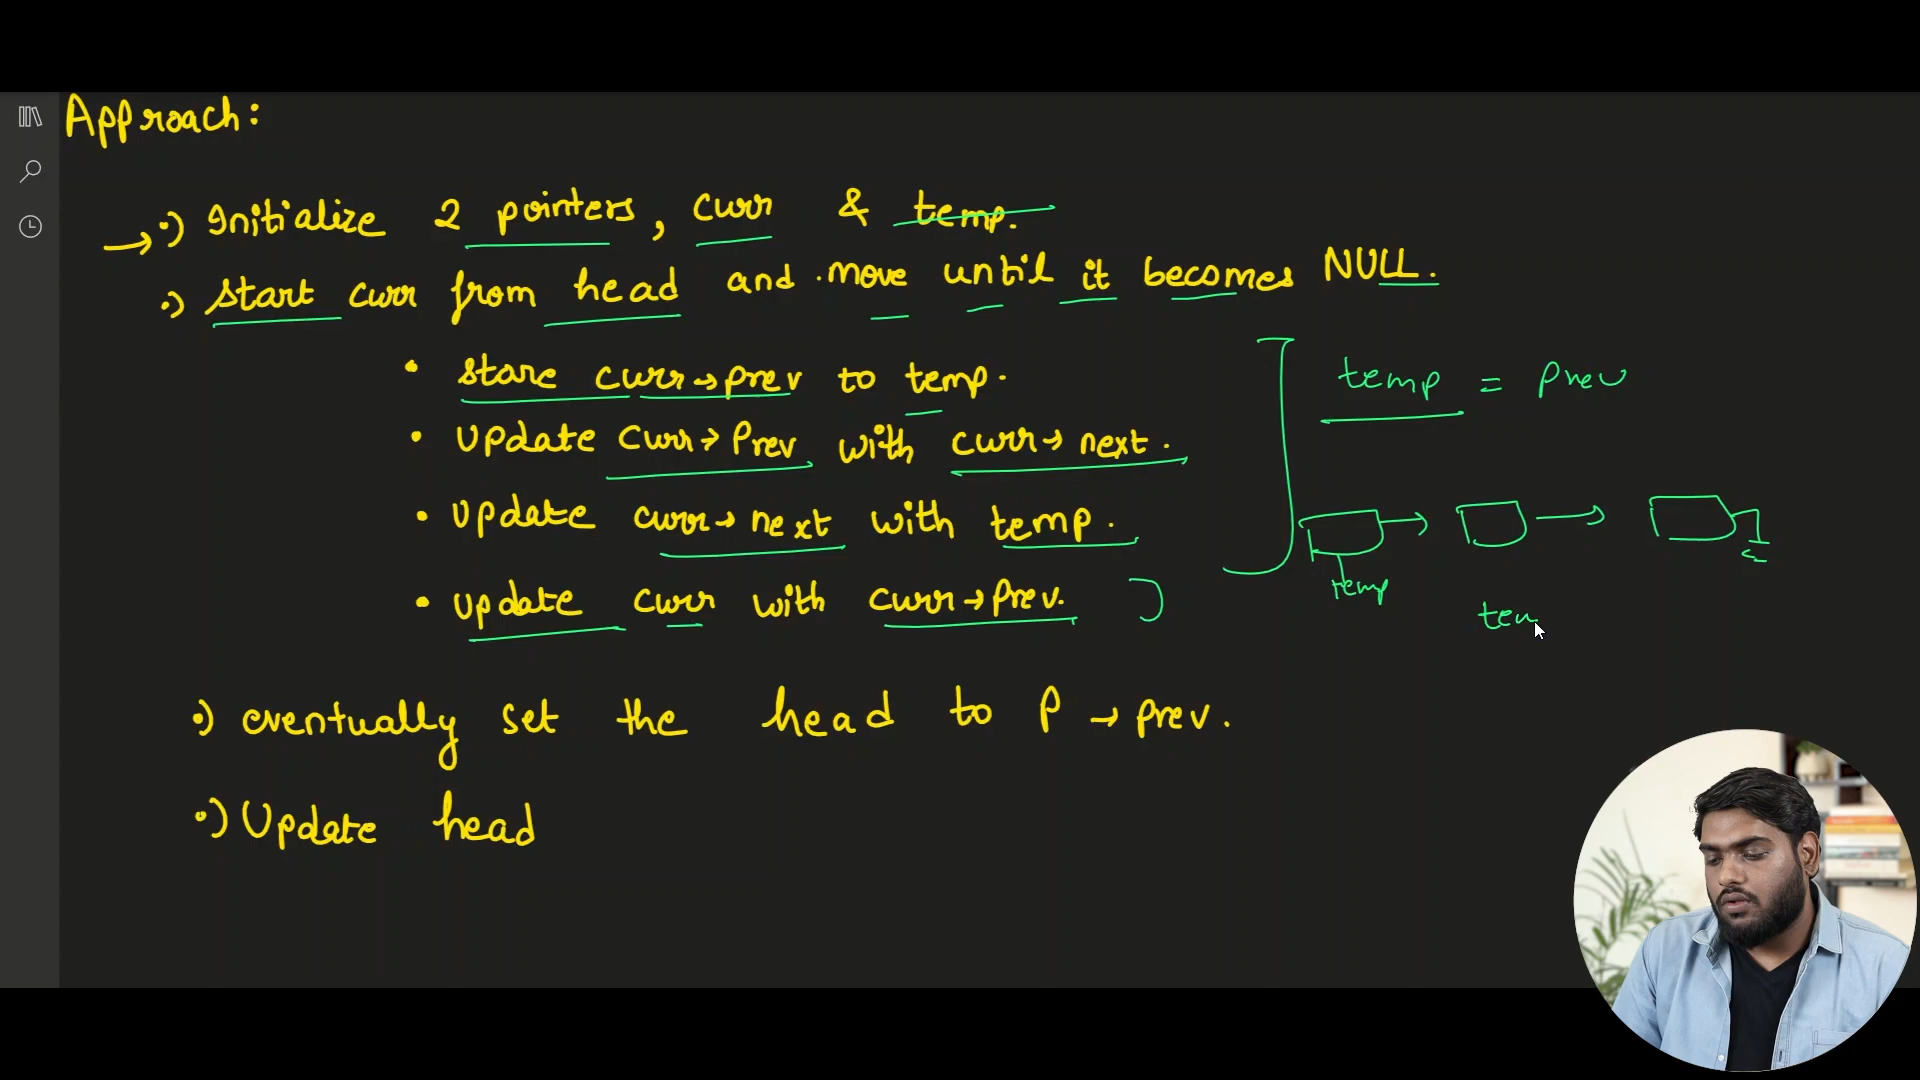 Approach:
→ •) Initialize 2 pointers, curr & temp.
•) start curr from head and move until it becomes NULL.
• store curr→prev to temp.
temp = prev
• Update curr→prev with curr→next.
• Update curr→next with temp.
• Update curr with curr→prev.
temp
tem
•) eventually set the head to P → prev.
•) Update head